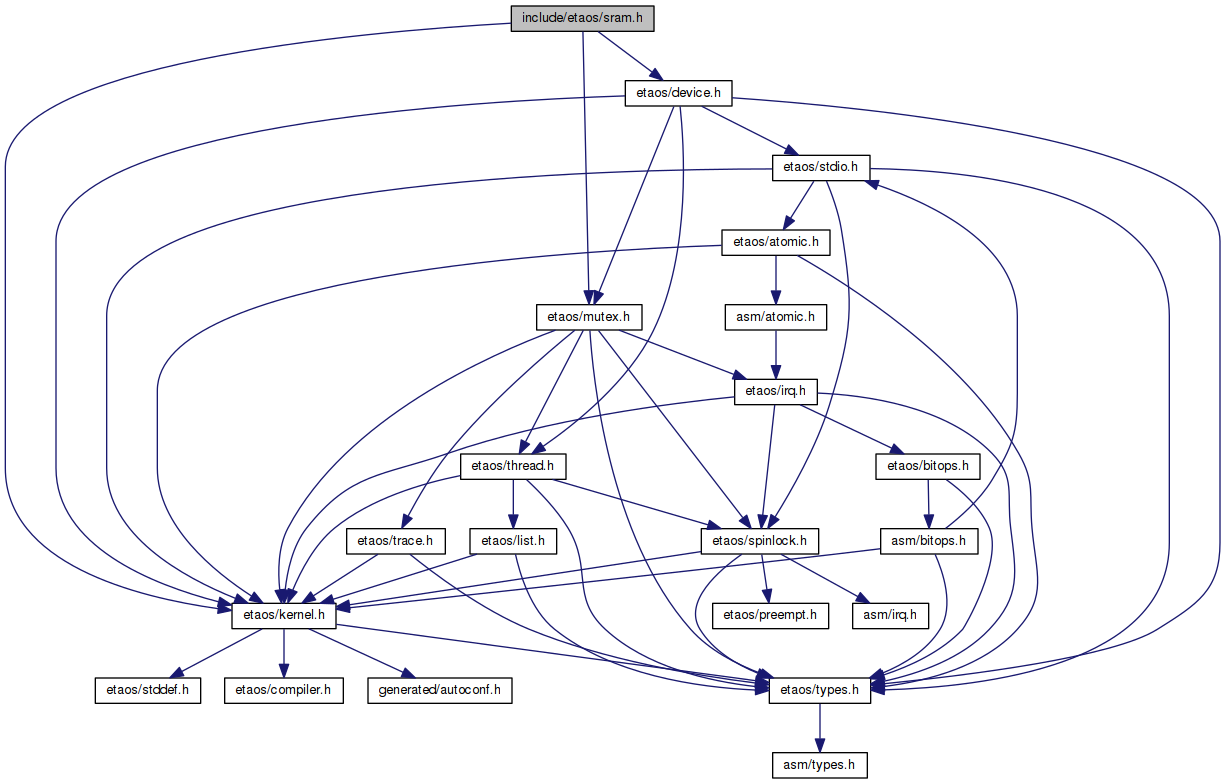 include/etaos/sram.h
etaos/device.h
etaos/stdio.h
etaos/atomic.h
etaos/mutex.h
asm/atomic.h
etaos/irq.h
etaos/thread.h
etaos/bitops.h
etaos/trace.h
etaos/list.h
etaos/spinlock.h
asm/bitops.h
etaos/kernel.h
etaos/preempt.h
asm/irq.h
etaos/stddef.h
etaos/compiler.h
generated/autoconf.h
etaos/types.h
asm/types.h